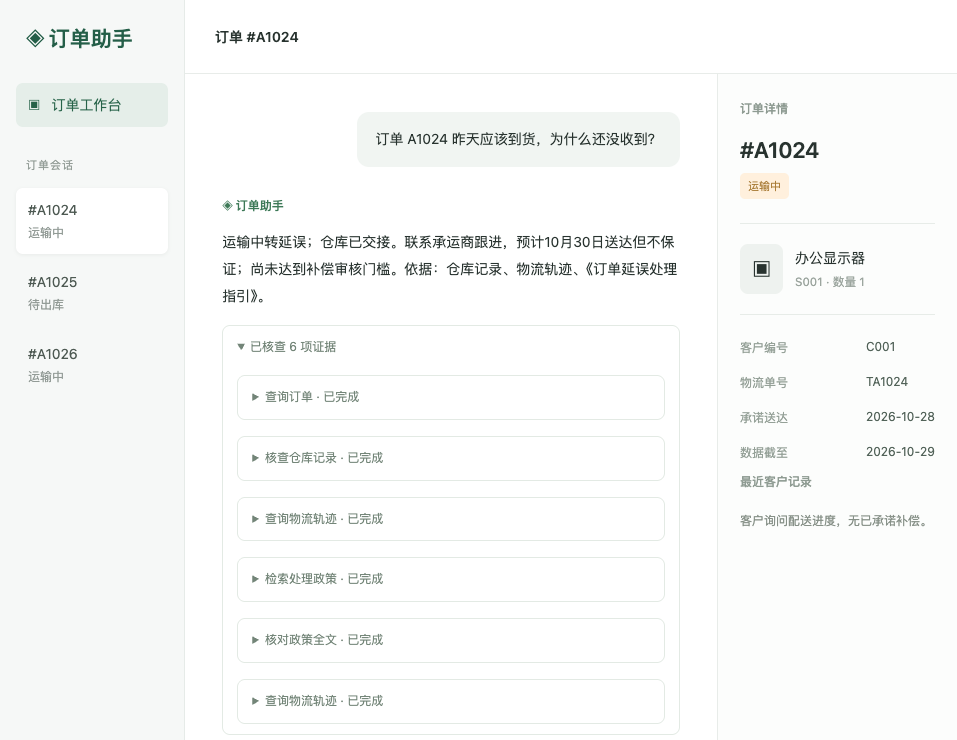 ◈ 订单助手
▣ 订单工作台
订单会话
#A1024
运输中
#A1025
待出库
#A1026
运输中
订单 #A1024
订单 A1024 昨天应该到货，为什么还没收到？
◈ 订单助手
运输中转延误；仓库已交接。联系承运商跟进，预计10月30日送达但不保
证；尚未达到补偿审核门槛。依据：仓库记录、物流轨迹、《订单延误处理
指引》。
▼ 已核查 6 项证据
▶ 查询订单 · 已完成
▶ 核查仓库记录 · 已完成
▶ 查询物流轨迹 · 已完成
▶ 检索处理政策 · 已完成
▶ 核对政策全文 · 已完成
▶ 查询物流轨迹 · 已完成
订单详情
#A1024
运输中
办公显示器
S001 · 数量 1
客户编号 C001
物流单号 TA1024
承诺送达 2026-10-28
数据截至 2026-10-29
最近客户记录
客户询问配送进度，无已承诺补偿。